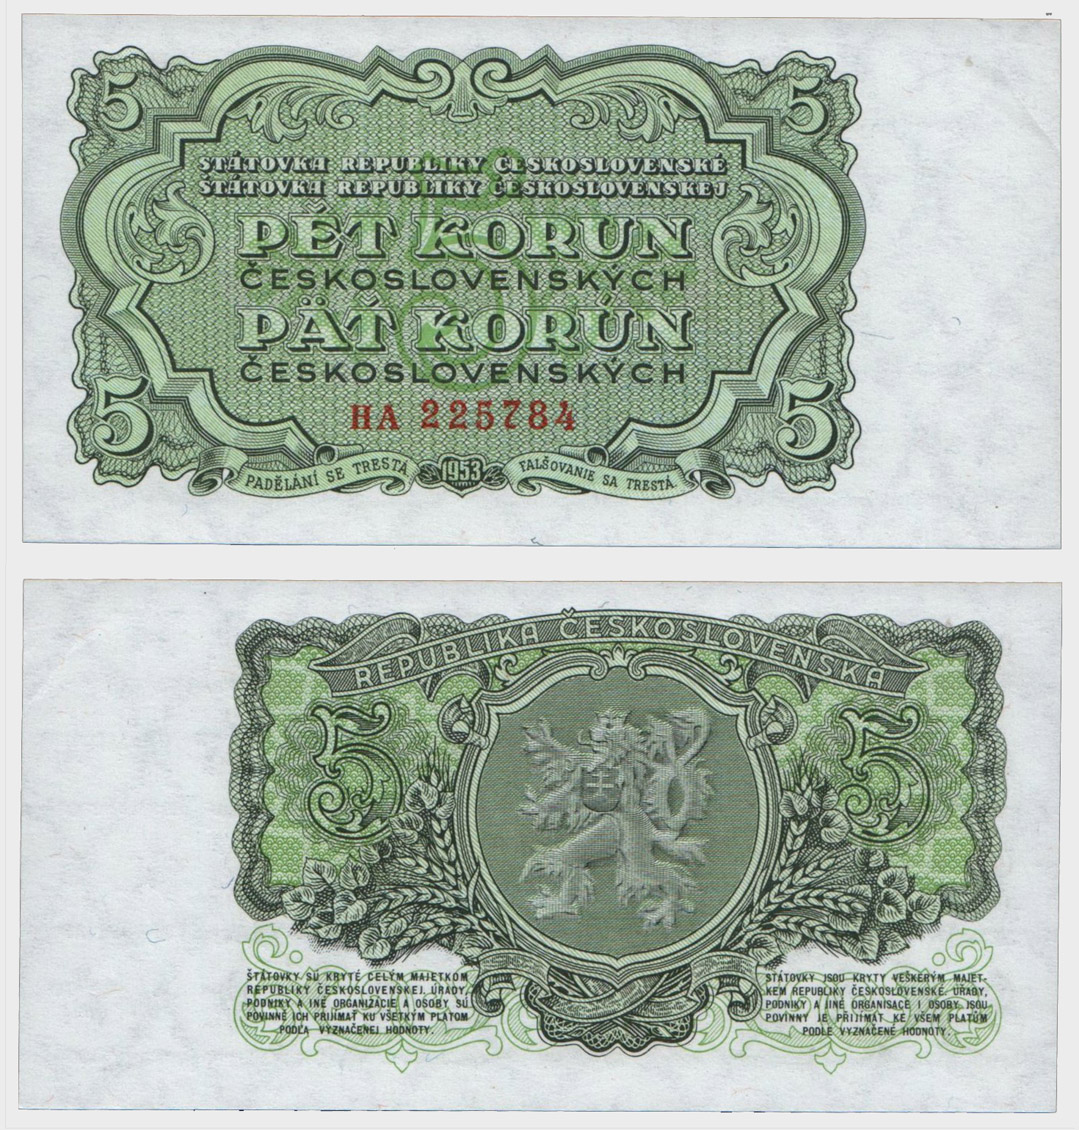 5 5
STÁTOVKA REPUBLIKY ČESKOSLOVENSKÉ
ŠTÁTOVKA REPUBLIKY ČESKOSLOVENSKEJ
PĚT KORUN
ČESKOSLOVENSKÝCH
PÄŤ KORÚN
ČESKOSLOVENSKÝCH
HA 225784
5 5
PADĚLÁNÍ SE TRESTÁ 1953 FALŠOVANIE SA TRESTÁ.
REPUBLIKA ČESKOSLOVENSKÁ
5 5
ŠTÁTOVKY SÚ KRYTÉ CELÝM MAJETKOM
REPUBLIKY ČESKOSLOVENSKEJ. ÚRADY,
PODNIKY A INÉ ORGANIZÁCIE A OSOBY SÚ
POVINNÉ ICH PRIJÍMAŤ KU VŠETKÝM PLATOM
PODĽA VYZNAČENEJ HODNOTY.
STÁTOVKY JSOU KRYTY VEŠKERÝM MAJET-
KEM REPUBLIKY ČESKOSLOVENSKÉ. ÚŘADY,
PODNIKY A JINÉ ORGANISACE I OSOBY JSOU
POVINNY JE PŘIJÍMAT KE VŠEM PLATŮM
PODLE VYZNAČENÉ HODNOTY.